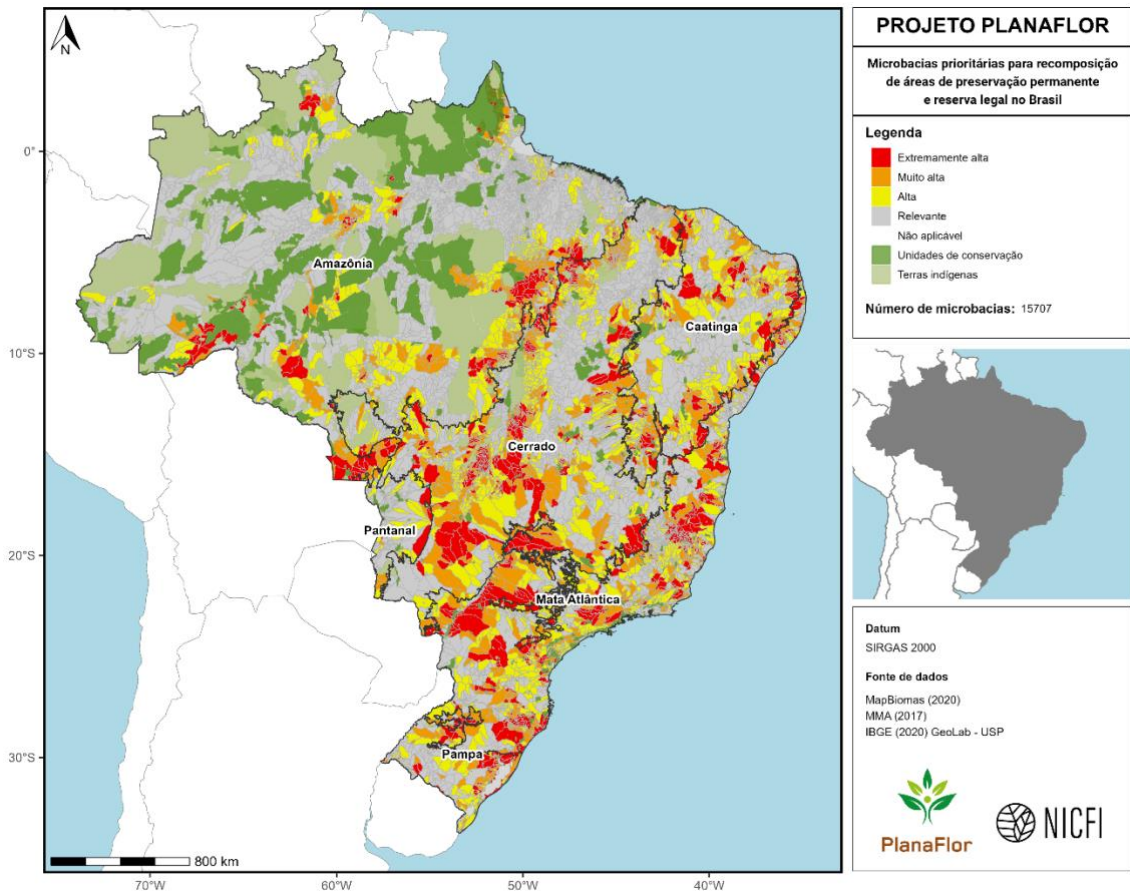 N
0°
10°S
20°S
30°S
70°W
60°W
50°W
40°W
800 km
Amazônia
Caatinga
Cerrado
Pantanal
Mata Atlântica
Pampa
PROJETO PLANAFLOR
Microbacias prioritárias para recomposição
de áreas de preservação permanente
e reserva legal no Brasil
Legenda
Extremamente alta
Muito alta
Alta
Relevante
Não aplicável
Unidades de conservação
Terras indígenas
Número de microbacias: 15707
Datum
SIRGAS 2000
Fonte de dados
MapBiomas (2020)
MMA (2017)
IBGE (2020) GeoLab - USP
PlanaFlor
NICFI